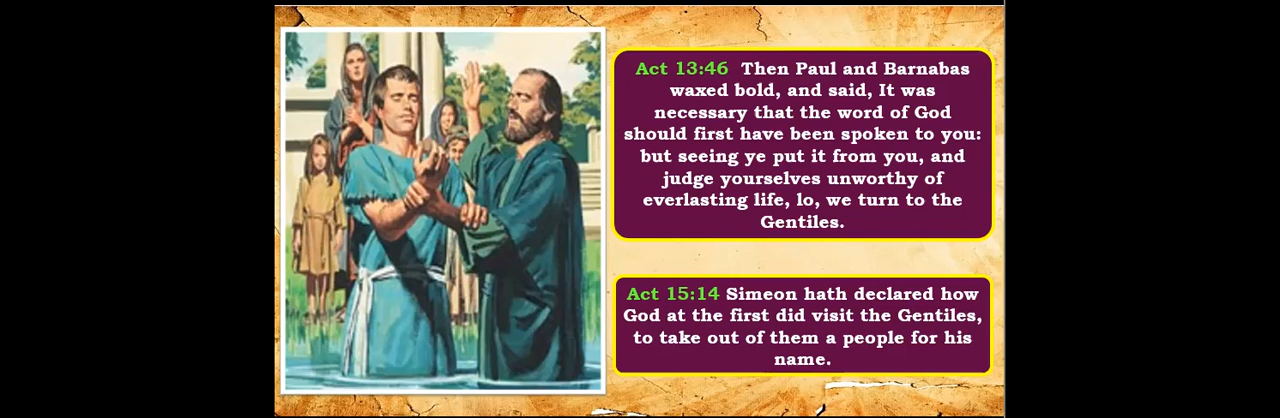 Act 13:46 Then Paul and Barnabas
waxed bold, and said, It was
necessary that the word of God
should first have been spoken to you:
but seeing ye put it from you, and
judge yourselves unworthy of
everlasting life, lo, we turn to the
Gentiles.
Act 15:14 Simeon hath declared how
God at the first did visit the Gentiles,
to take out of them a people for his
name.